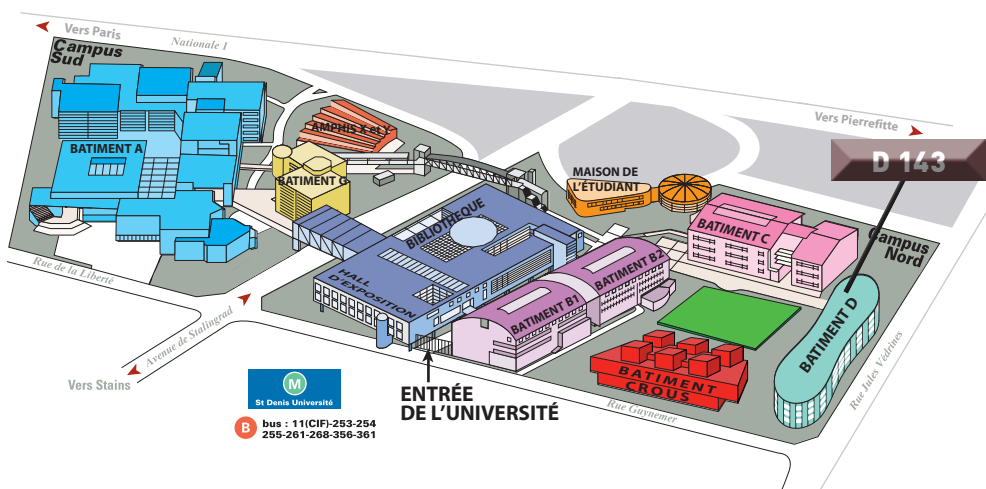 Vers Paris
Nationale 1
Campus
Sud
Vers Pierrefitte
D 143
AMPHIS X et Y
BATIMENT A
BATIMENT G
MAISON DE
L'ÉTUDIANT
BIBLIOTHEQUE
BATIMENT C
Campus
Nord
HALL
D'EXPOSITION
BATIMENT B2
BATIMENT B1
BATIMENT D
Rue de la Liberté
Avenue de Stalingrad
Vers Stains
BATIMENT
CROUS
Rue Jules Védrines
ENTRÉE
DE L'UNIVERSITÉ
Rue Guynemer
M
St Denis Université
B
bus : 11(CIF)-253-254
255-261-268-356-361